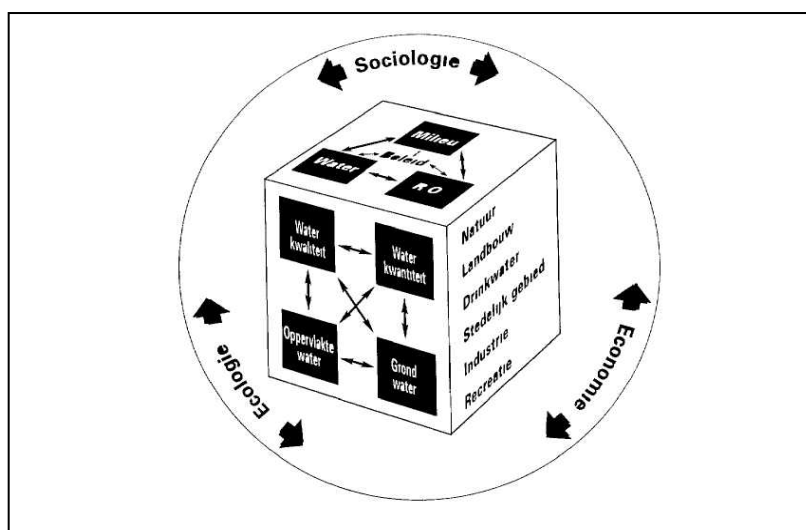 Sociologie
Milieu
Beleid
Water
RO
Water
kwaliteit
Water
kwantiteit
Oppervlakte
water
Grond
water
Natuur
Landbouw
Drinkwater
Stedelijk gebied
Industrie
Recreatie
Ecologie
Economie